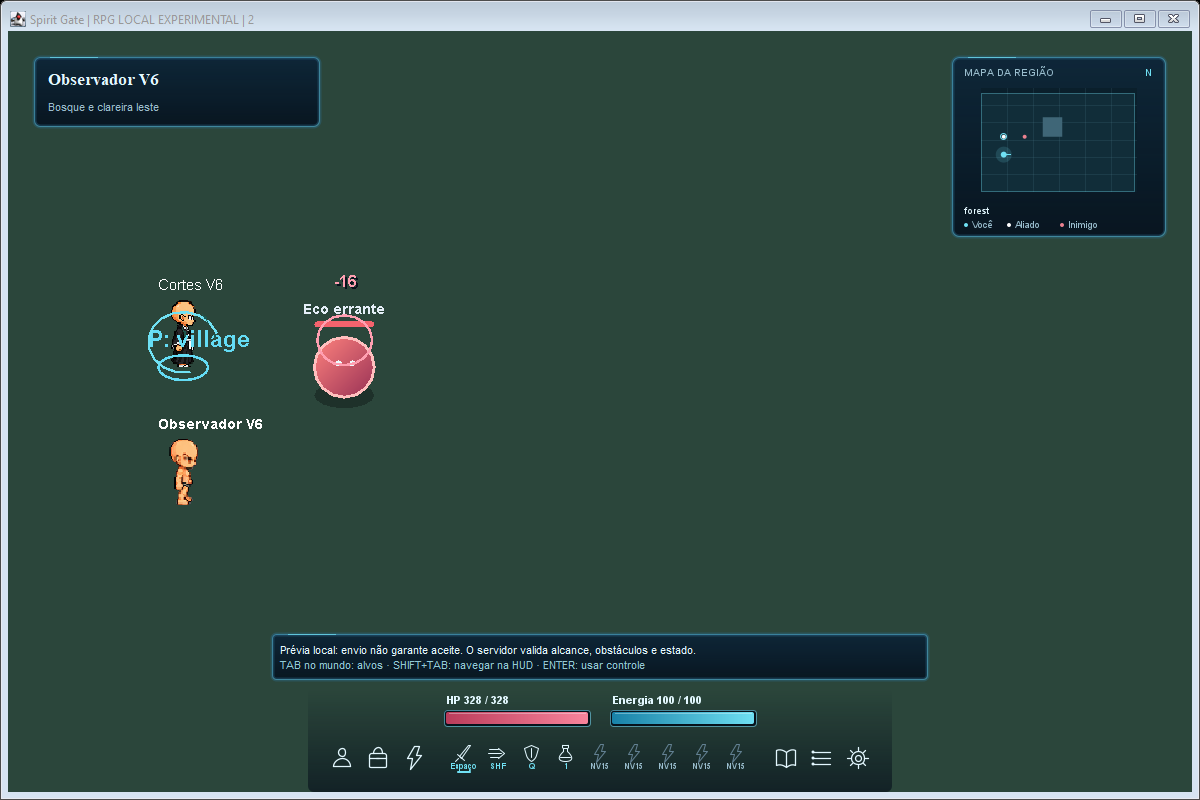 Spirit Gate | RPG LOCAL EXPERIMENTAL | 2
Observador V6
Bosque e clareira leste
MAPA DA REGIÃO
N
forest
Você
Aliado
Inimigo
Cortes V6
P: village
-16
Eco errante
Observador V6
Prévia local: envio não garante aceite. O servidor valida alcance, obstáculos e estado.
TAB no mundo: alvos · SHIFT+TAB: navegar na HUD · ENTER: usar controle
HP 328 / 328
Energia 100 / 100
Espaço
SHF
Q
1
NV15
NV15
NV15
NV15
NV15